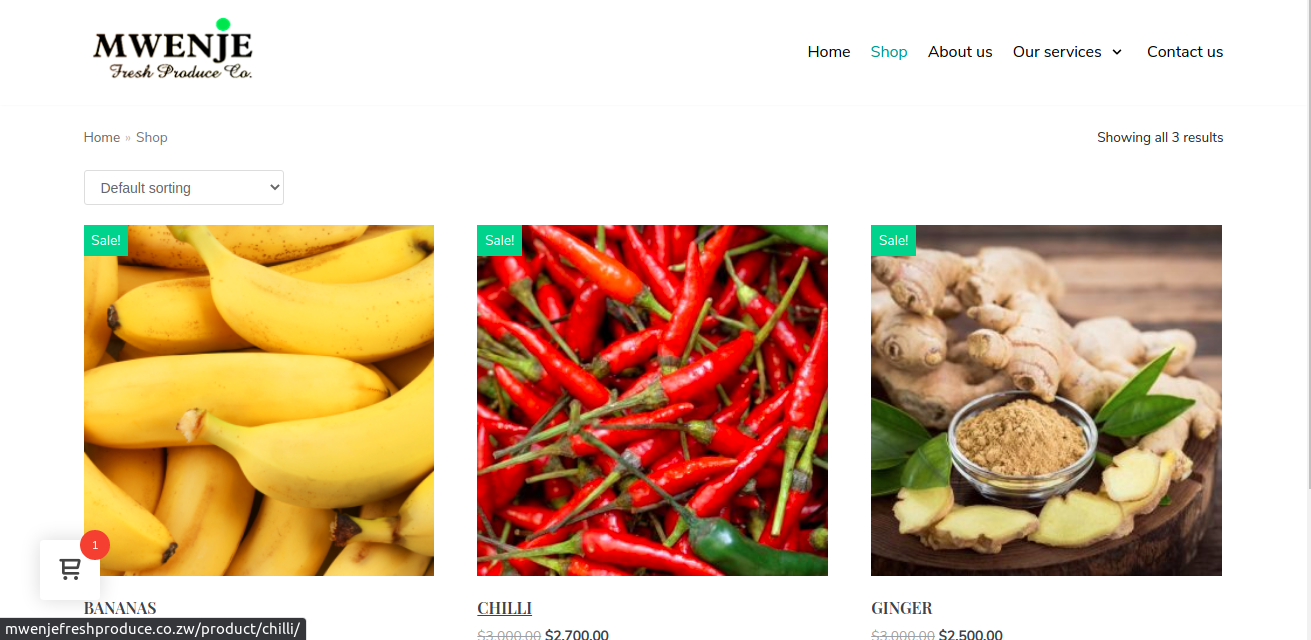 MWENJE
Fresh Produce Co.
Home Shop About us Our services Contact us
Home » Shop
Showing all 3 results
Default sorting
Sale!
Sale!
Sale!
1
BANANAS
CHILLI
GINGER
$3,000.00 $2,700.00
$3,000.00 $2,500.00
mwenjefreshproduce.co.zw/product/chilli/